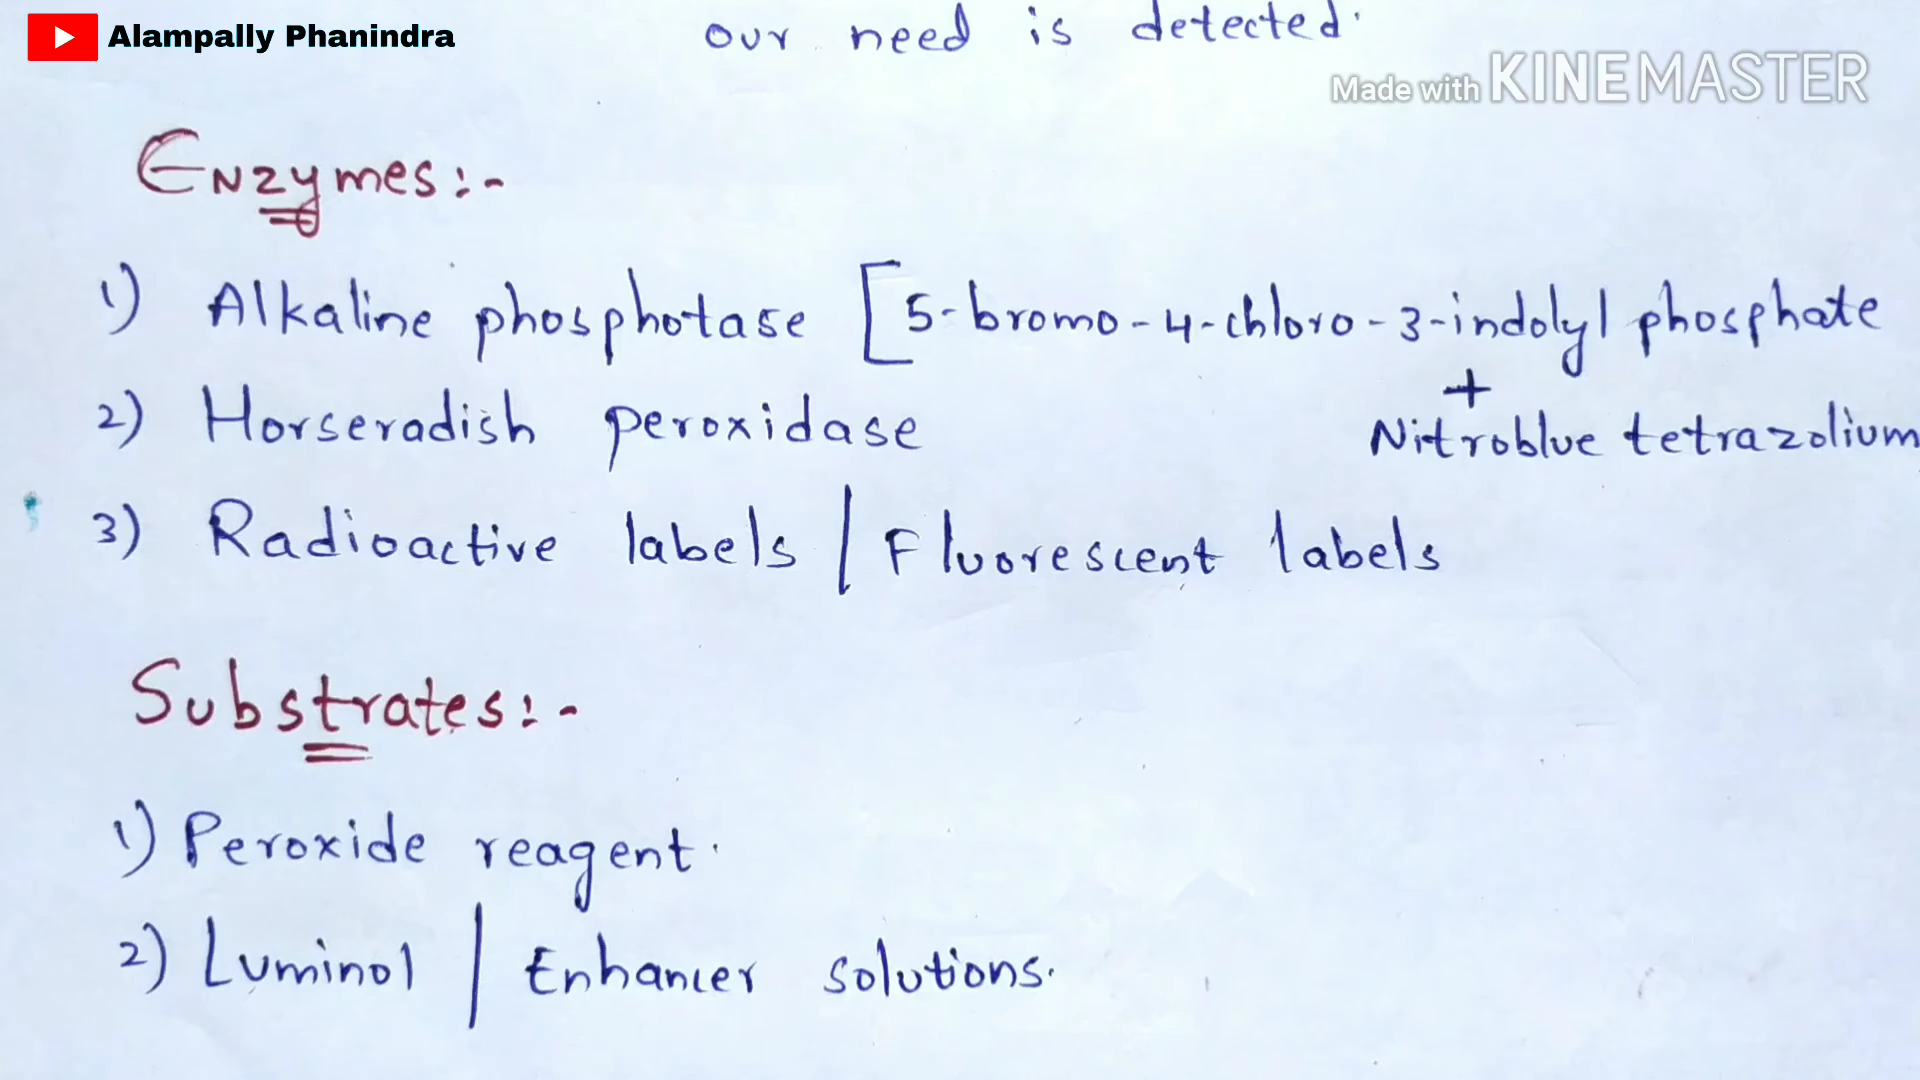 Alampally Phanindra
our need is detected.
Made with KINEMASTER
Enzymes:-
1) Alkaline phosphotase [5-bromo-4-chloro-3-indolyl phosphate
+
2) Horseradish peroxidase Nitroblue tetrazolium
3) Radioactive labels / Fluorescent labels
Substrates:-
1) Peroxide reagent.
2) Luminol / Enhancer solutions.